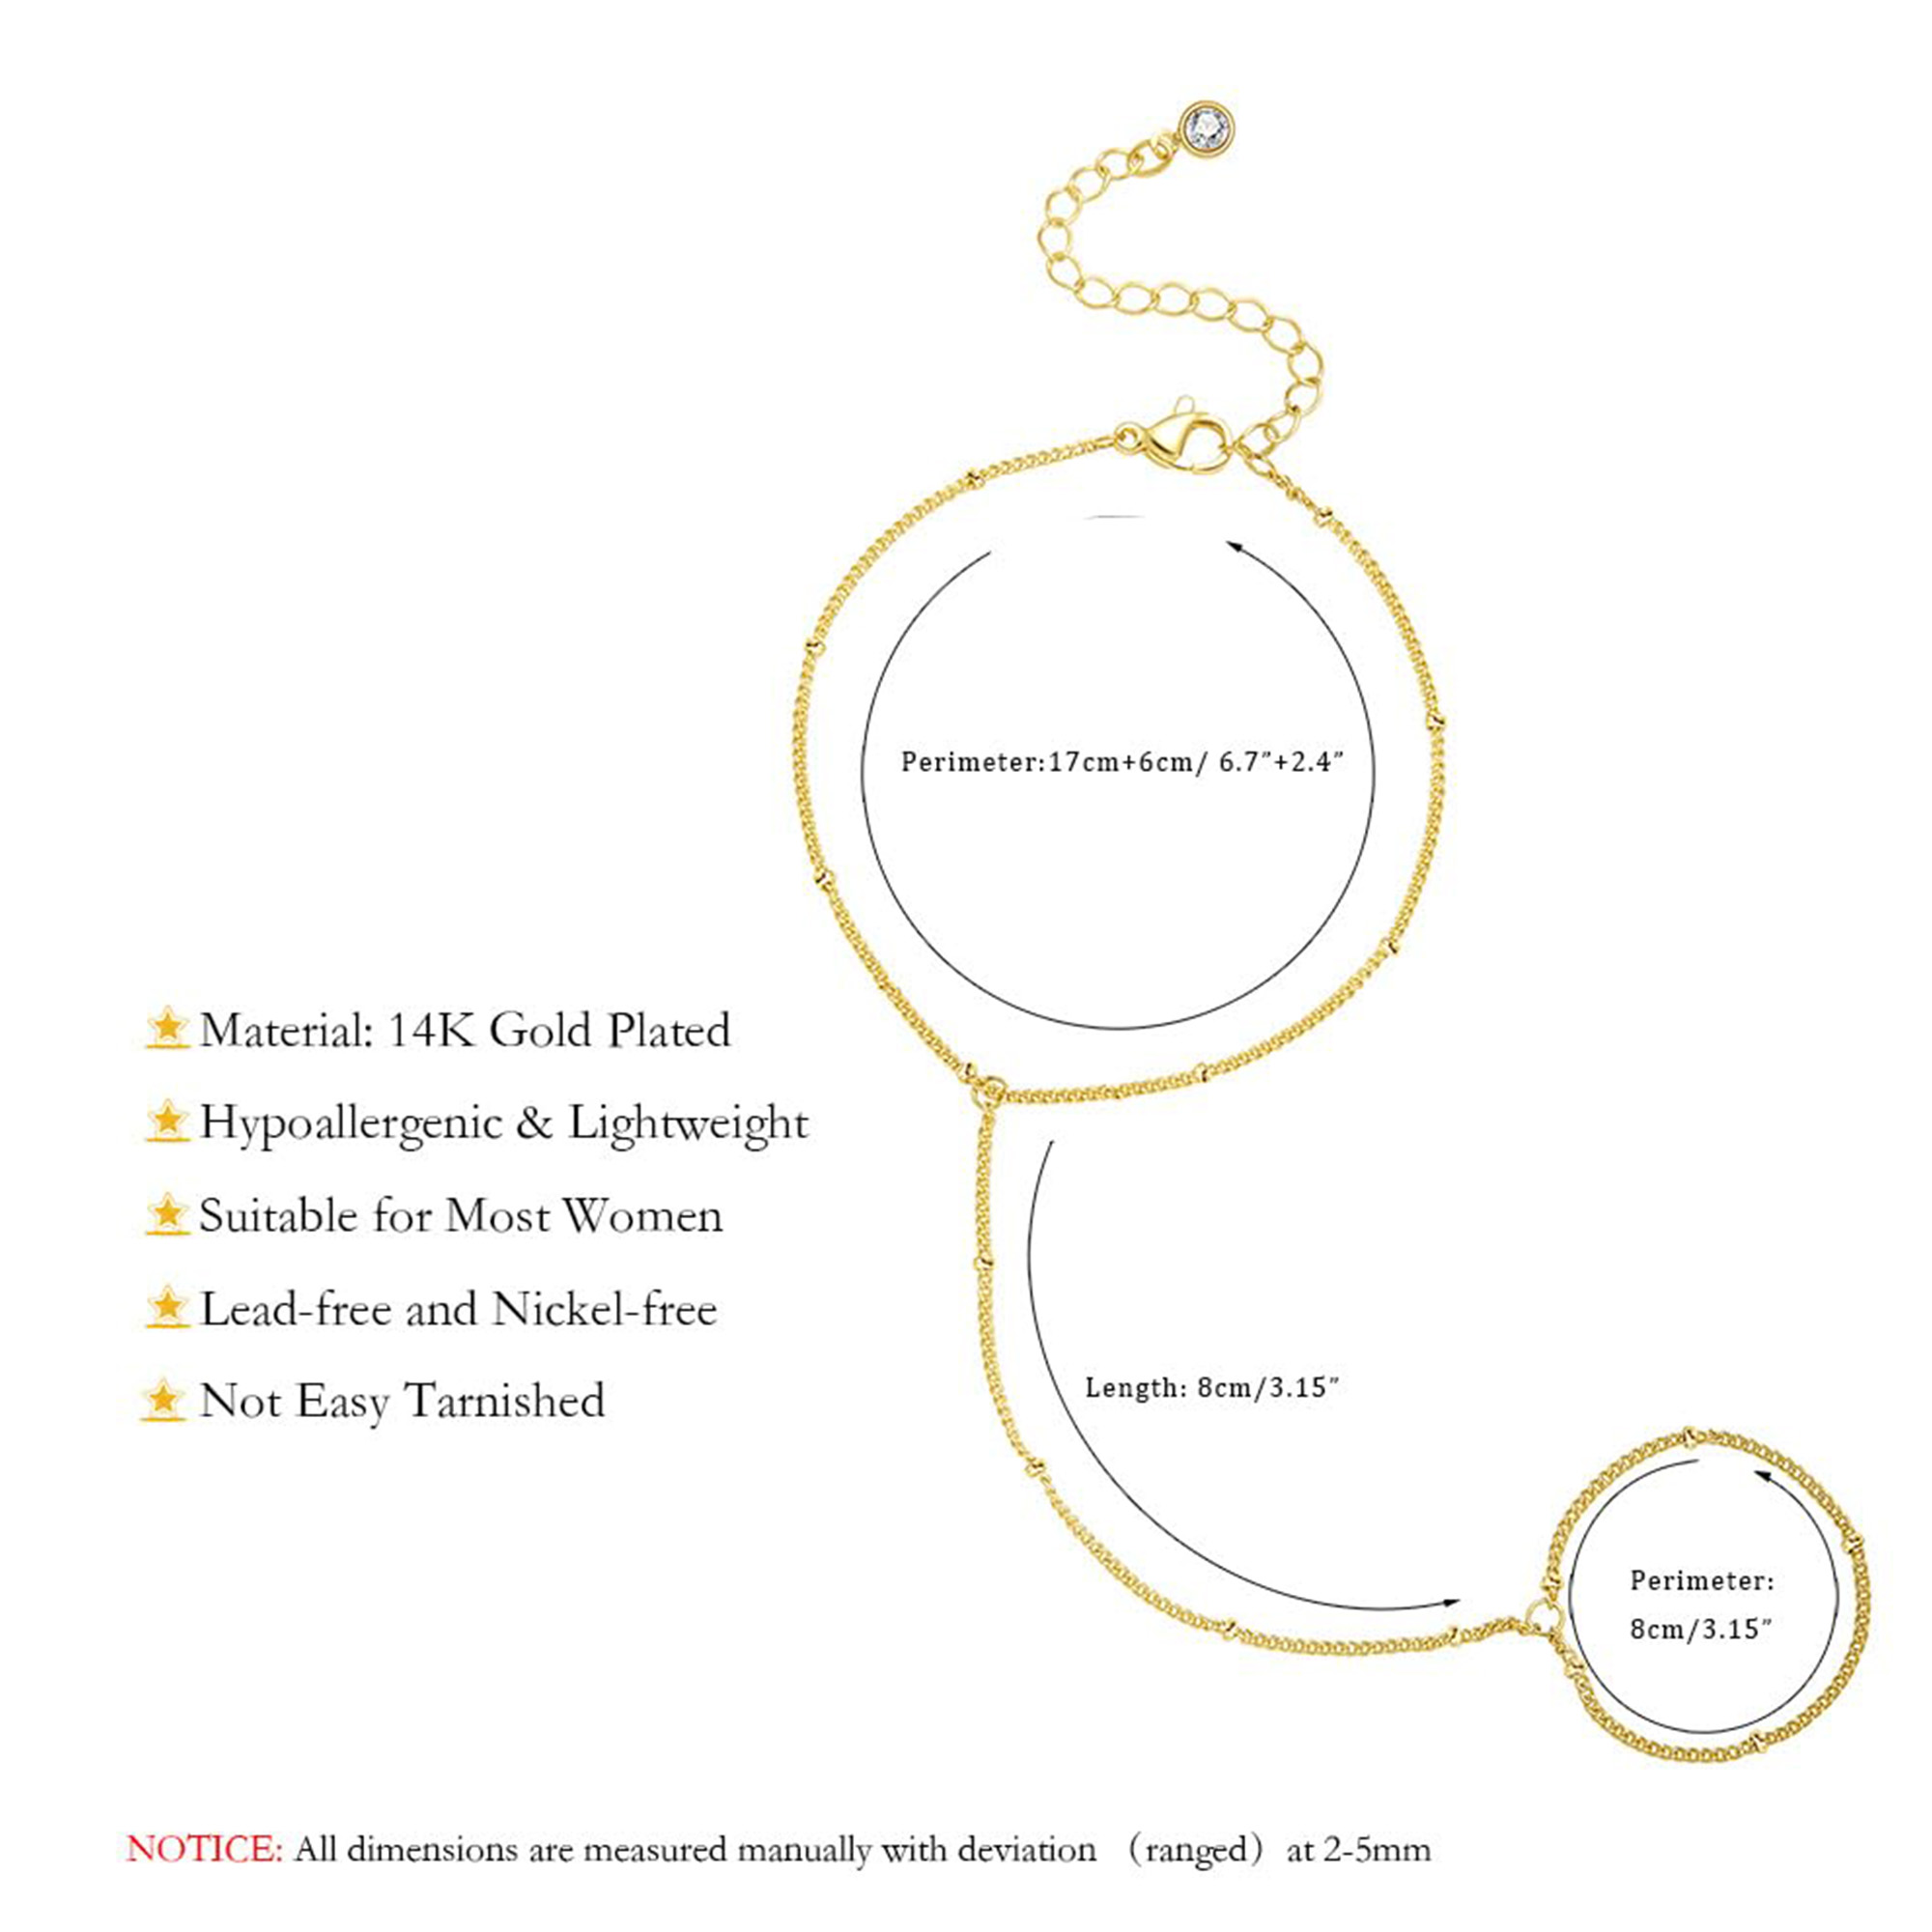 Perimeter:17cm+6cm/ 6.7”+2.4”
Material: 14K Gold Plated
Hypoallergenic & Lightweight
Suitable for Most Women
Lead-free and Nickel-free
Not Easy Tarnished
Length: 8cm/3.15”
Perimeter:
8cm/3.15”
NOTICE: All dimensions are measured manually with deviation （ranged）at 2-5mm